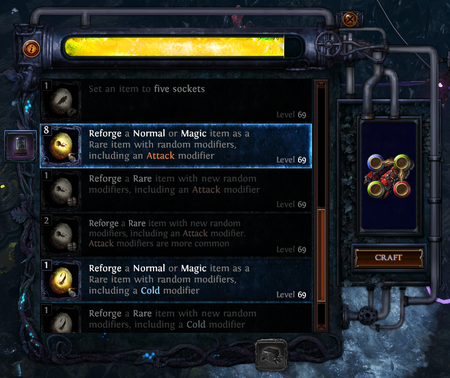 1
Set an item to five sockets
Level 69
8
Reforge a Normal or Magic item as a
Rare item with random modifiers,
including an Attack modifier
Level 69
1
Reforge a Rare item with new random
modifiers, including an Attack modifier
Level 69
2
Reforge a Rare item with new random
modifiers, including an Attack modifier.
Attack modifiers are more common
Level 69
1
Reforge a Normal or Magic item as a
Rare item with random modifiers,
including a Cold modifier
Level 69
1
Reforge a Rare item with new random
modifiers, including a Cold modifier
CRAFT